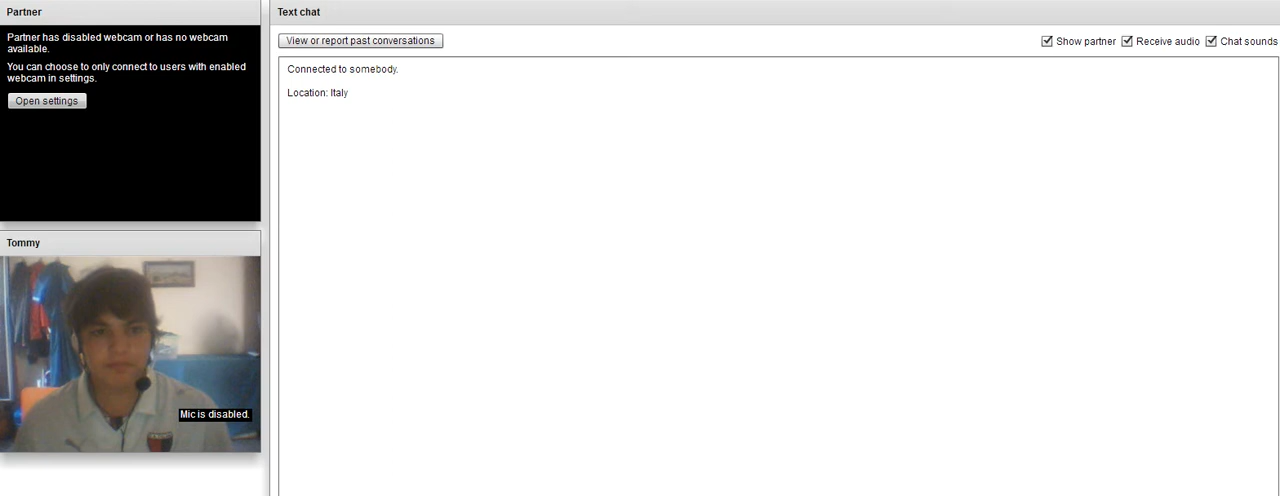 Partner
Partner has disabled webcam or has no webcam
available.
You can choose to only connect to users with enabled
webcam in settings.
Open settings
Tommy
Mic is disabled.
Text chat
View or report past conversations
Show partner Receive audio Chat sounds
Connected to somebody.
Location: Italy